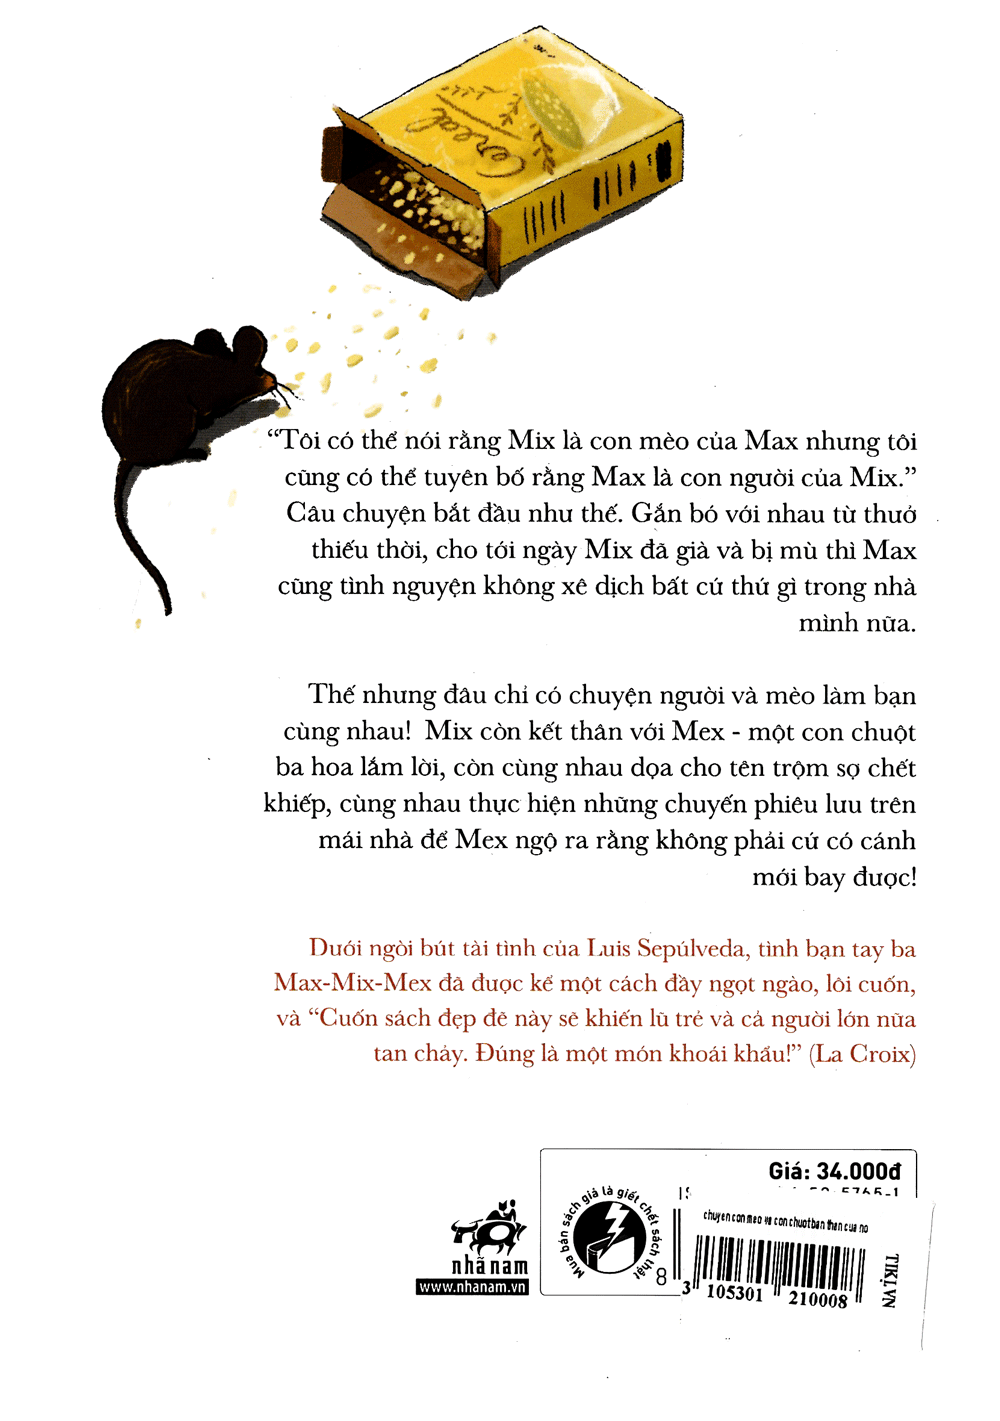 Cereal
“Tôi có thể nói rằng Mix là con mèo của Max nhưng tôi
cũng có thể tuyên bố rằng Max là con người của Mix.”
Câu chuyện bắt đầu như thế. Gắn bó với nhau từ thuở
thiếu thời, cho tới ngày Mix đã già và bị mù thì Max
cũng tình nguyện không xê dịch bất cứ thứ gì trong nhà
mình nữa.
Thế nhưng đâu chỉ có chuyện người và mèo làm bạn
cùng nhau! Mix còn kết thân với Mex - một con chuột
ba hoa lắm lời, còn cùng nhau dọa cho tên trộm sợ chết
khiếp, cùng nhau thực hiện những chuyến phiêu lưu trên
mái nhà để Mex ngộ ra rằng không phải cứ có cánh
mới bay được!
Dưới ngòi bút tài tình của Luis Sepúlveda, tình bạn tay ba
Max-Mix-Mex đã được kể một cách đầy ngọt ngào, lôi cuốn,
và “Cuốn sách đẹp đẽ này sẽ khiến lũ trẻ và cả người lớn nữa
tan chảy. Đúng là một món khoái khẩu!” (La Croix)
nhã nam
www.nhanam.vn
Mua bán sách giả là giết chết sách thật
Giá: 34.000đ
8
chuyen con meo va con chuot ban than cua no
3 105301 210008
TIKI.VN